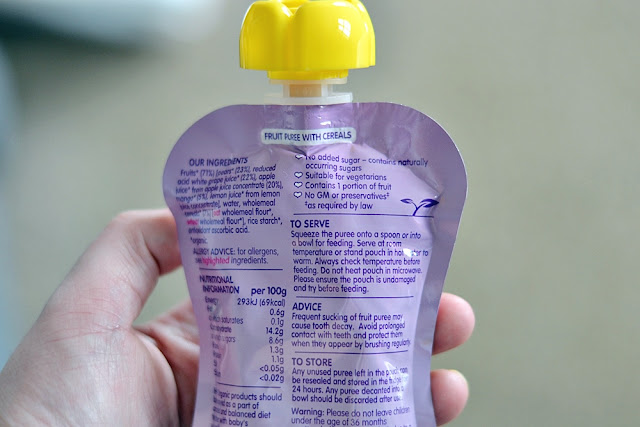 FRUIT PUREE WITH CEREALS
OUR INGREDIENTS
Fruits* (71%) (pears* (23%), reduced
acid white grape juice* (22%), apple
juice* from apple juice concentrate (20%),
mango* (5%), lemon juice* from lemon
juice concentrate), water, wholemeal
cereals* wholemeal flour*,
wholemeal flour*), rice starch*,
antioxidant ascorbic acid.
*organic.
ALLERGY ADVICE: for allergens,
see highlighted ingredients.
NUTRITIONAL
INFORMATION per 100g
Energy 293kJ (69kcal)
0.6g
which saturates 0.1g
14.2g
sugars 8.6g
1.3g
1.1g
<0.05g
<0.02g
organic products should
as a part of
and balanced diet
with baby's
No added sugar – contains naturally
occurring sugars
Suitable for vegetarians
Contains 1 portion of fruit
No GM or preservatives‡
‡as required by law
TO SERVE
Squeeze the puree onto a spoon or into
a bowl for feeding. Serve at room
temperature or stand pouch in hot water to
warm. Always check temperature before
feeding. Do not heat pouch in microwave.
Please ensure the pouch is undamaged
and try before feeding.
ADVICE
Frequent sucking of fruit puree may
cause tooth decay. Avoid prolonged
contact with teeth and protect them
when they appear by brushing regularly.
TO STORE
Any unused puree left in the pouch can
be resealed and stored in the fridge for
24 hours. Any puree decanted into a
bowl should be discarded after use.
Warning: Please do not leave children
under the age of 36 months